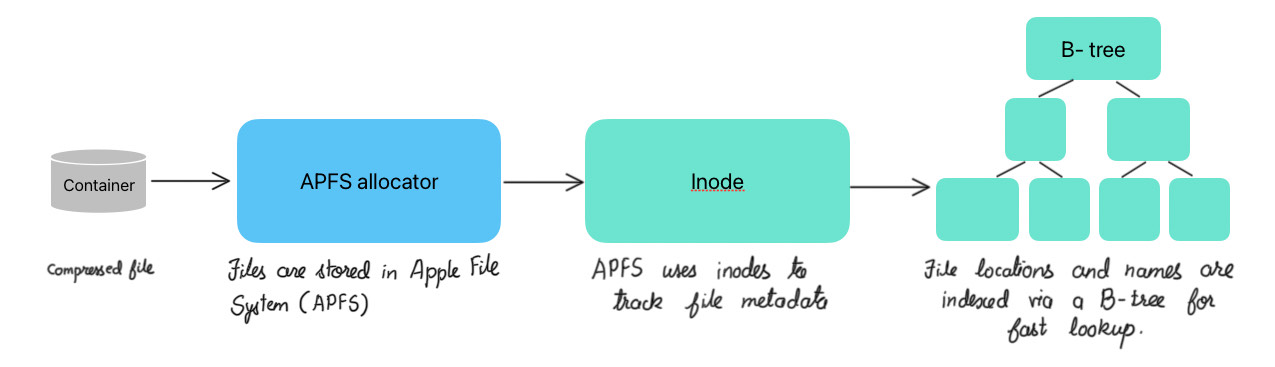 B- tree
Container
APFS allocator
Inode
Compressed file
Files are stored in Apple File
System (APFS)
APFS uses inodes to
track file metadata
File locations and names are
indexed via a B-tree for
fast lookup.